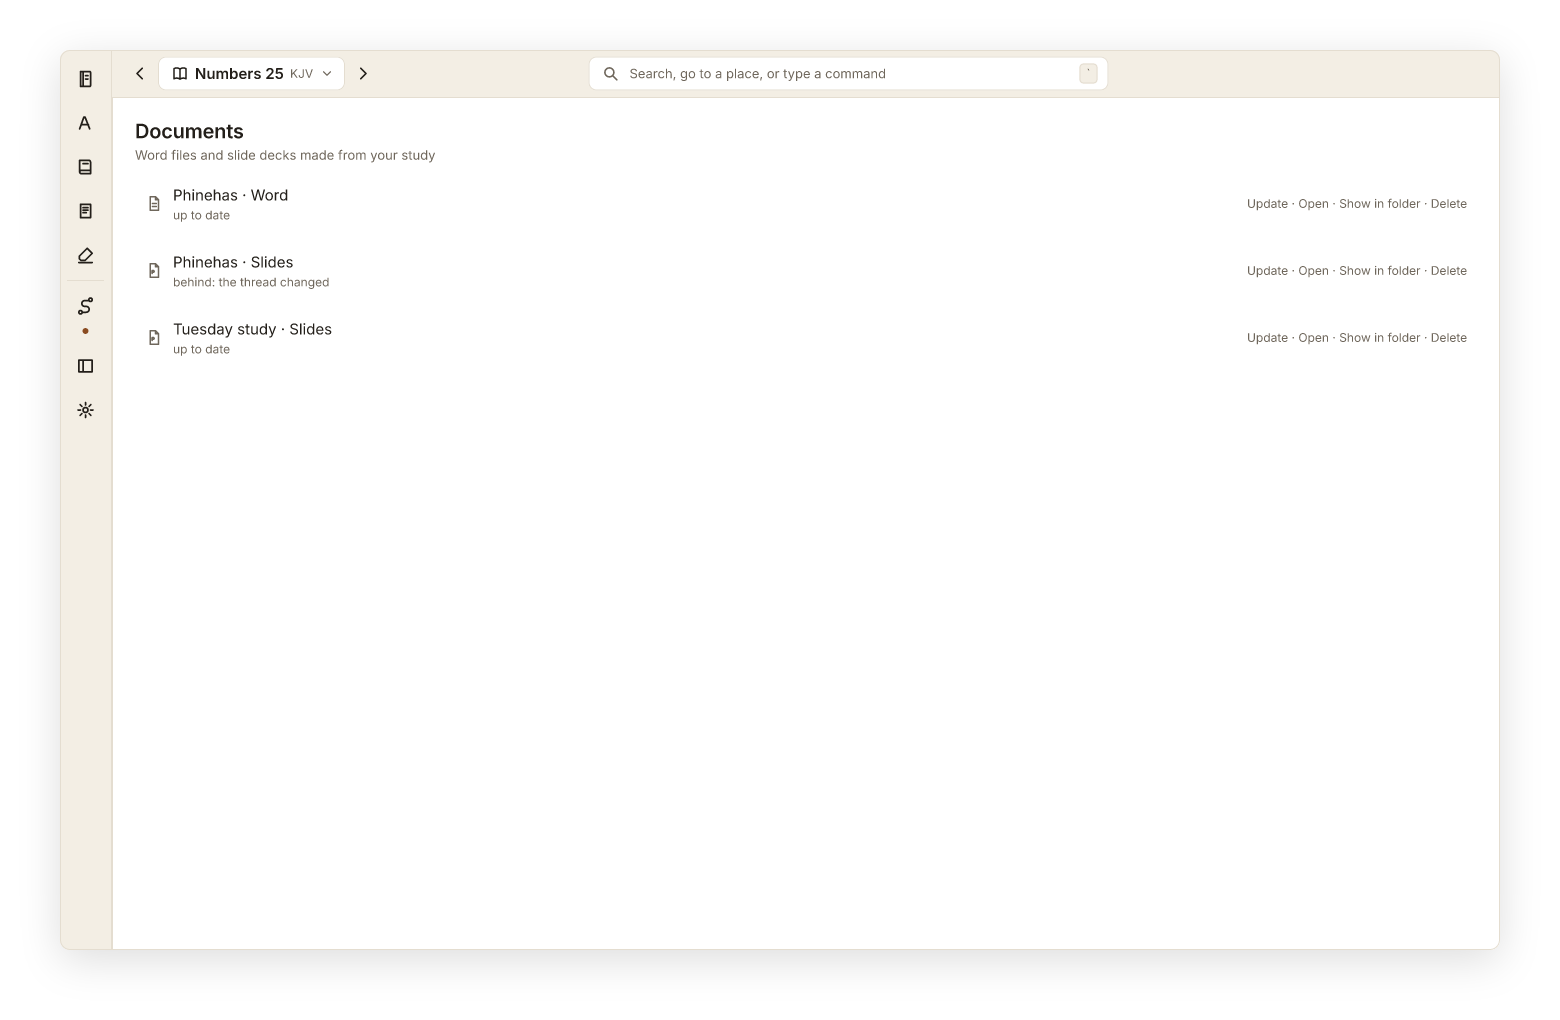 Numbers 25 KJV
Search, go to a place, or type a command
Documents
Word files and slide decks made from your study
Phinehas · Word
up to date
Update · Open · Show in folder · Delete
Phinehas · Slides
behind: the thread changed
Update · Open · Show in folder · Delete
Tuesday study · Slides
up to date
Update · Open · Show in folder · Delete